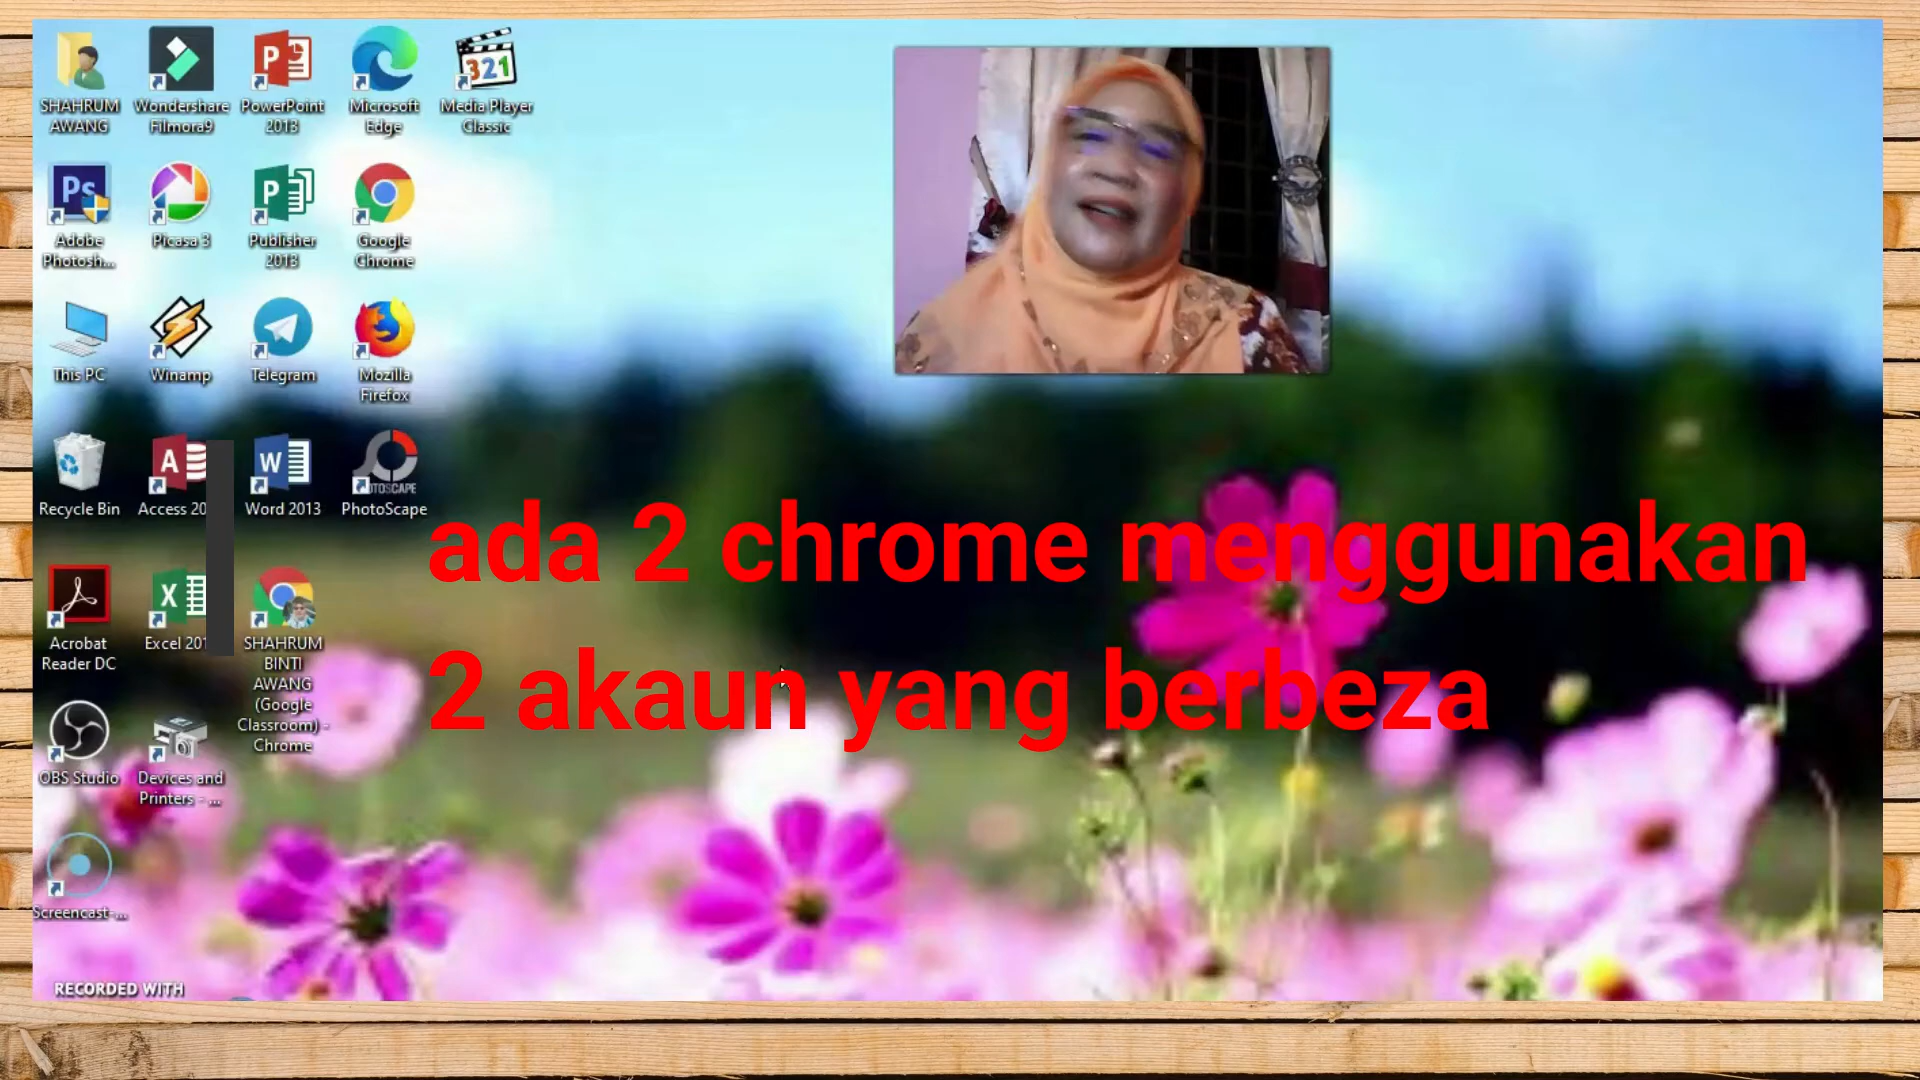 SHAHRUM
AWANG
Wondershare
Filmora9
PowerPoint
2013
Microsoft
Edge
321
Media Player
Classic
Ps
Adobe
Photosh...
Picasa 3
Publisher
2013
Google
Chrome
This PC
Winamp
Telegram
Mozilla
Firefox
Recycle Bin
Access 20
Word 2013
PhotoScape
ada 2 chrome menggunakan
2 akaun yang berbeza
Acrobat
Reader DC
Excel 201
SHAHRUM
BINTI
AWANG
(Google
Classroom) -
Chrome
OBS Studio
Devices and
Printers - ...
Screencast-...
RECORDED WITH